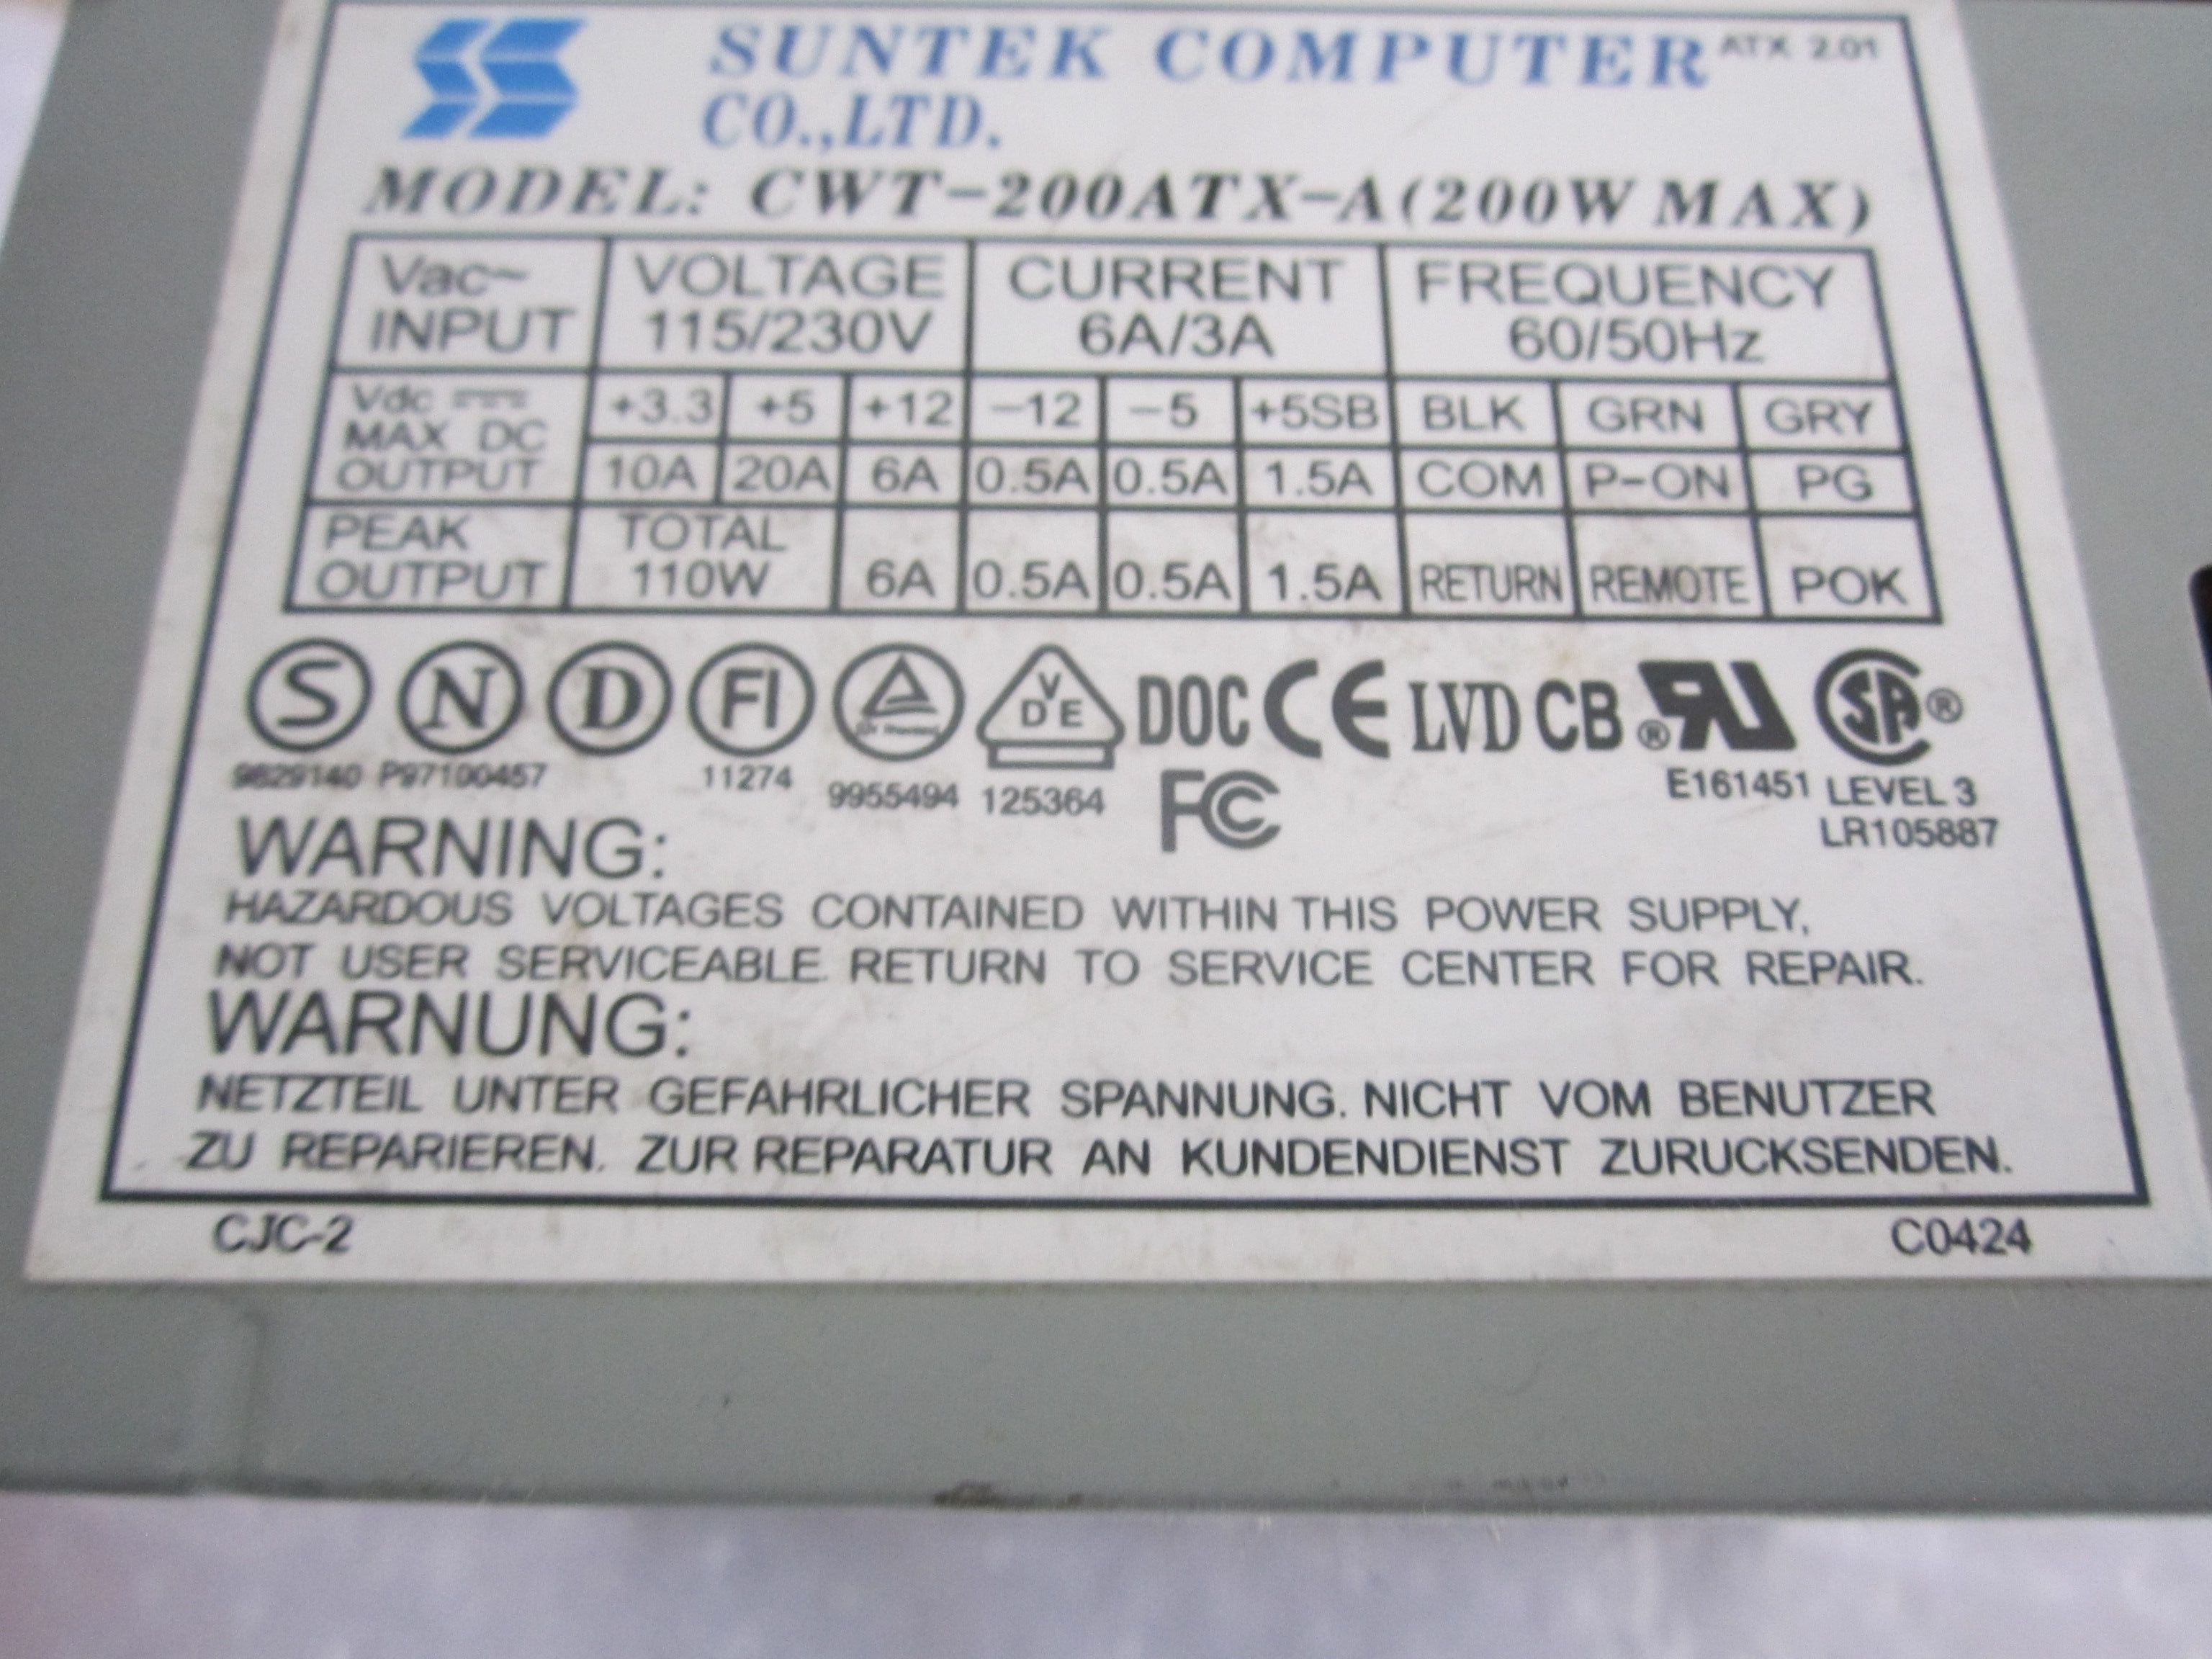 SUNTEK COMPUTER ATX 2.01
CO.,LTD.
MODEL: CWT-200ATX-A(200W MAX)
Vac~ INPUT VOLTAGE 115/230V CURRENT 6A/3A FREQUENCY 60/50Hz
Vdc MAX DC OUTPUT +3.3 +5 +12 -12 -5 +5SB BLK GRN GRY
10A 20A 6A 0.5A 0.5A 1.5A COM P-ON PG
PEAK OUTPUT TOTAL 110W 6A 0.5A 0.5A 1.5A RETURN REMOTE POK
S N D FI VDE DOC CE LVD CB ® RU SA ®
9629140 P97100457 11274 9955494 125364 FC E161451 LEVEL 3
LR105887
WARNING:
HAZARDOUS VOLTAGES CONTAINED WITHIN THIS POWER SUPPLY,
NOT USER SERVICEABLE. RETURN TO SERVICE CENTER FOR REPAIR.
WARNUNG:
NETZTEIL UNTER GEFAHRLICHER SPANNUNG. NICHT VOM BENUTZER
ZU REPARIEREN. ZUR REPARATUR AN KUNDENDIENST ZURUCKSENDEN.
CJC-2 C0424